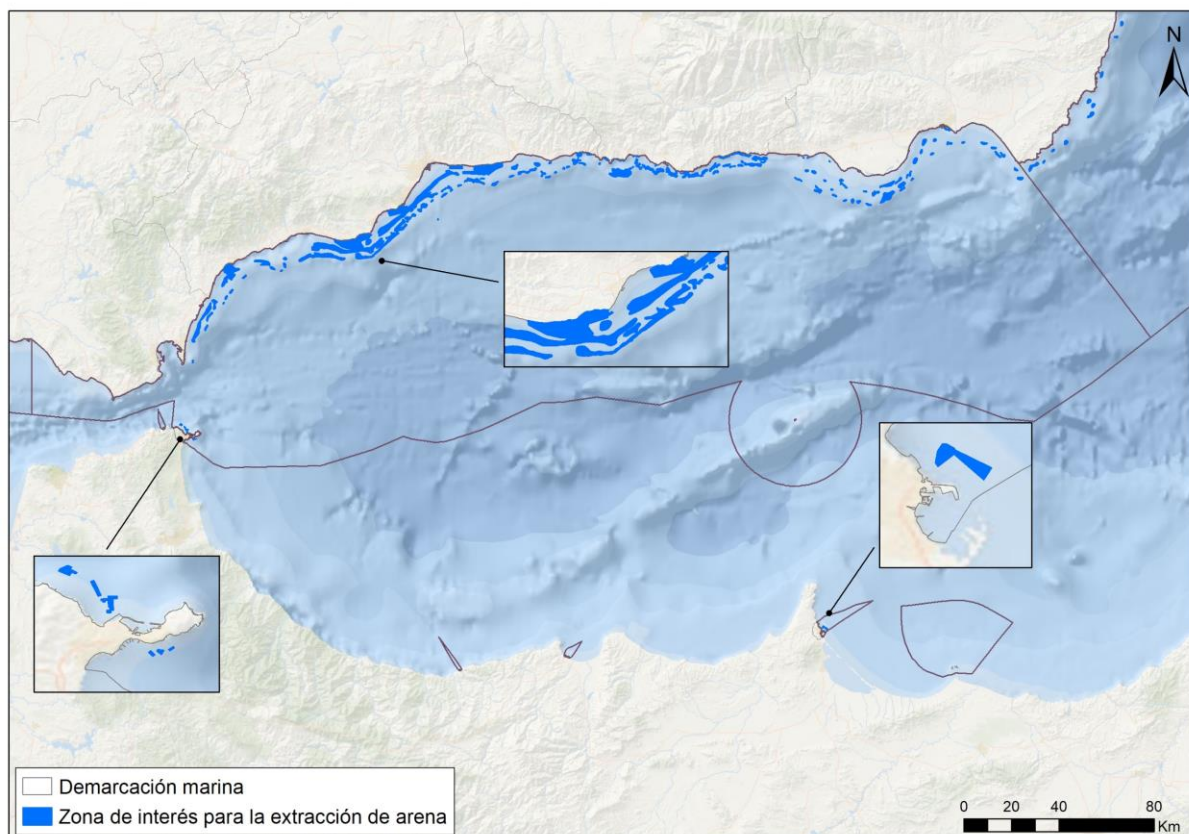 N
Demarcación marina
Zona de interés para la extracción de arena
0 20 40 80
Km